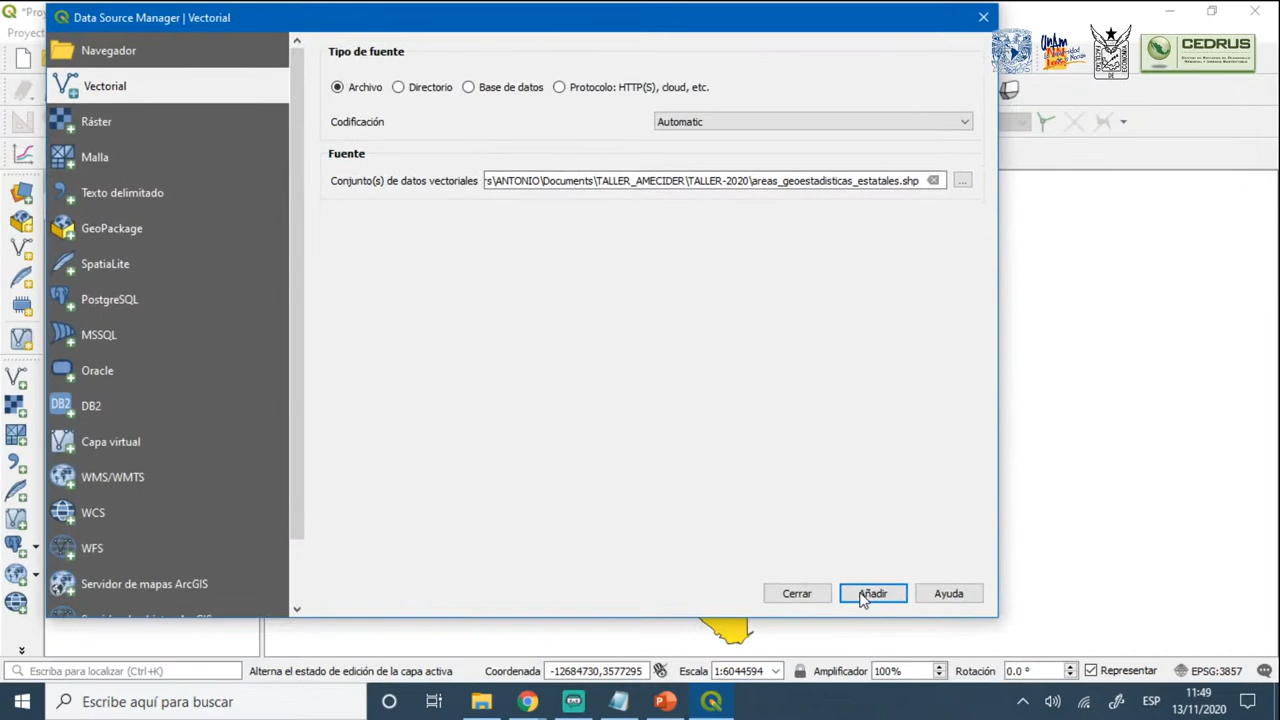 *Proy
Data Source Manager | Vectorial
Proyect
Navegador
Vectorial
Ráster
Malla
Texto delimitado
GeoPackage
SpatiaLite
PostgreSQL
MSSQL
Oracle
DB2
DB2
Capa virtual
WMS/WMTS
WCS
WFS
Servidor de mapas ArcGIS
Tipo de fuente
Archivo
Directorio
Base de datos
Protocolo: HTTP(S), cloud, etc.
Codificación
Automatic
Fuente
Conjunto(s) de datos vectoriales
rs\ANTONIO\Documents\TALLER_AMECIDER\TALLER-2020\areas_geoestadisticas_estatales.shp
...
Cerrar
Añadir
Ayuda
CEDRUS
Escriba para localizar (Ctrl+K)
Alterna el estado de edición de la capa activa
Coordenada
-12684730,3577295
Escala
1:6044594
Amplificador
100%
Rotación
0.0 °
Representar
EPSG:3857
Escribe aquí para buscar
ESP
11:49
13/11/2020